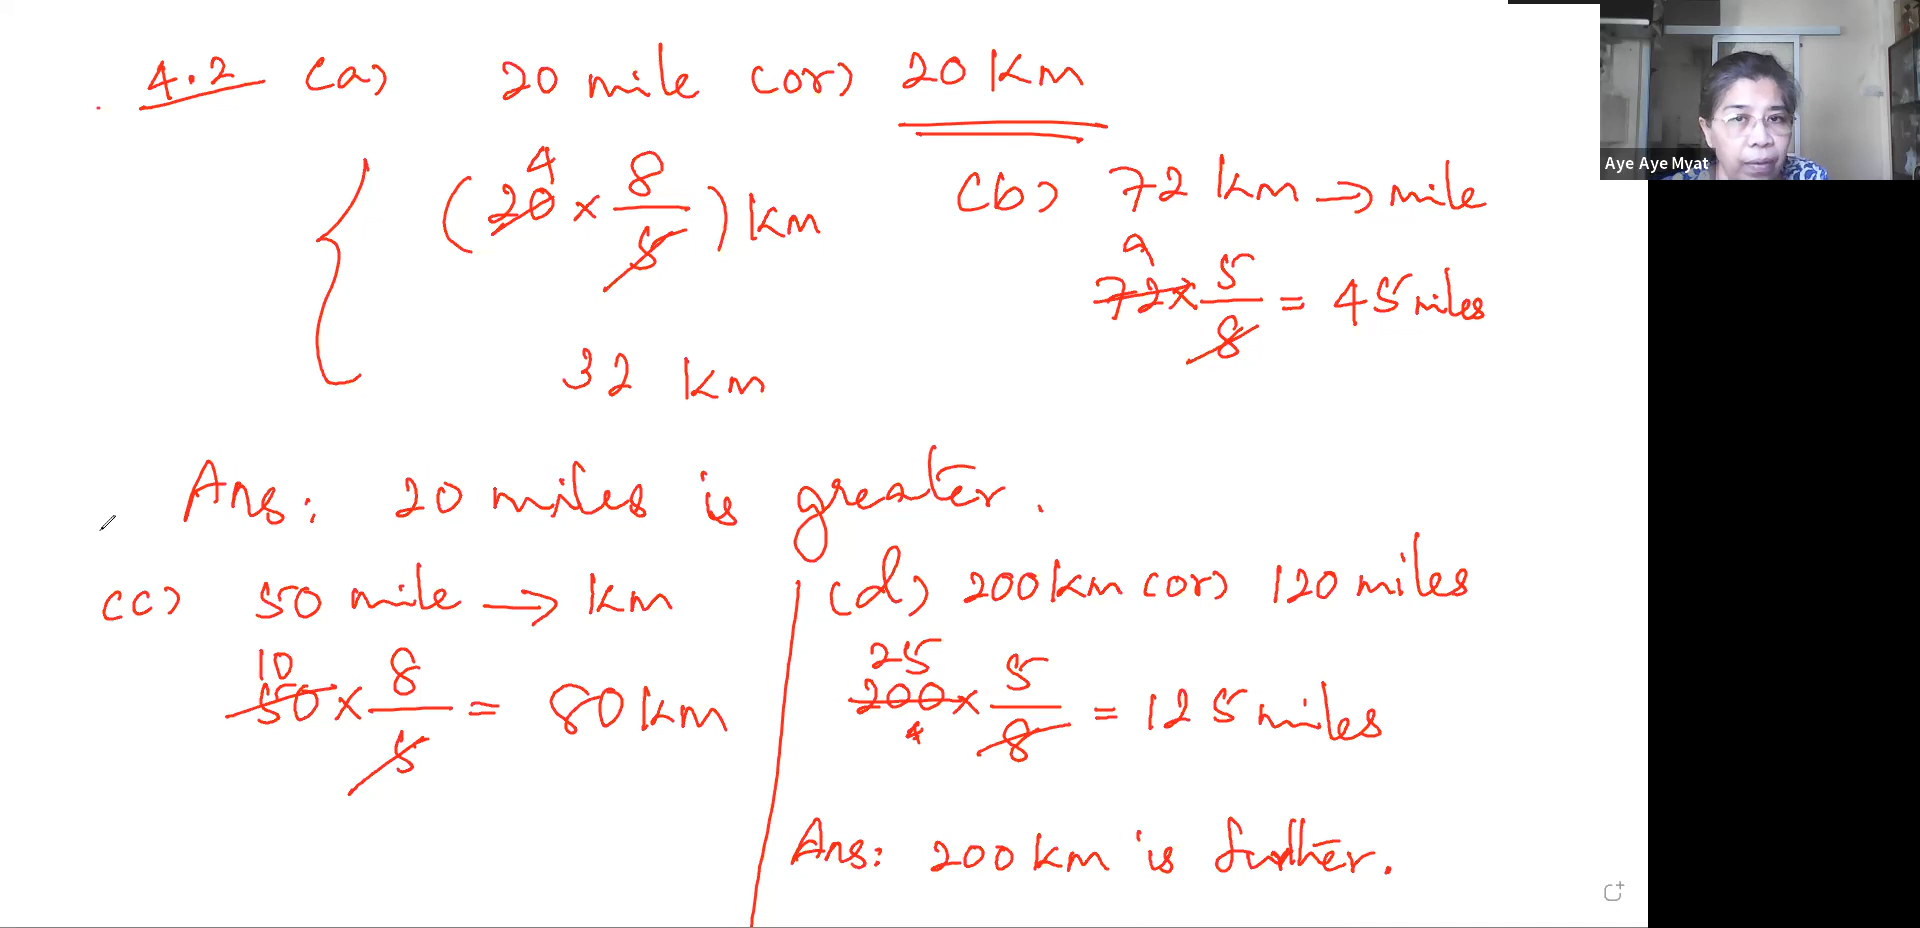 4.2 (a) 20 mile (or) 20 km
(20 × 8/5) km
4
32 km
Ans: 20 miles is greater.
(b) 72 km → mile
9
72 × 5/8 = 45 miles
(c) 50 mile → km
10
50 × 8/5 = 80 km
(d) 200 km (or) 120 miles
25
200 × 5/8 = 125 miles
4
Ans: 200 km is further.
Aye Aye Myat